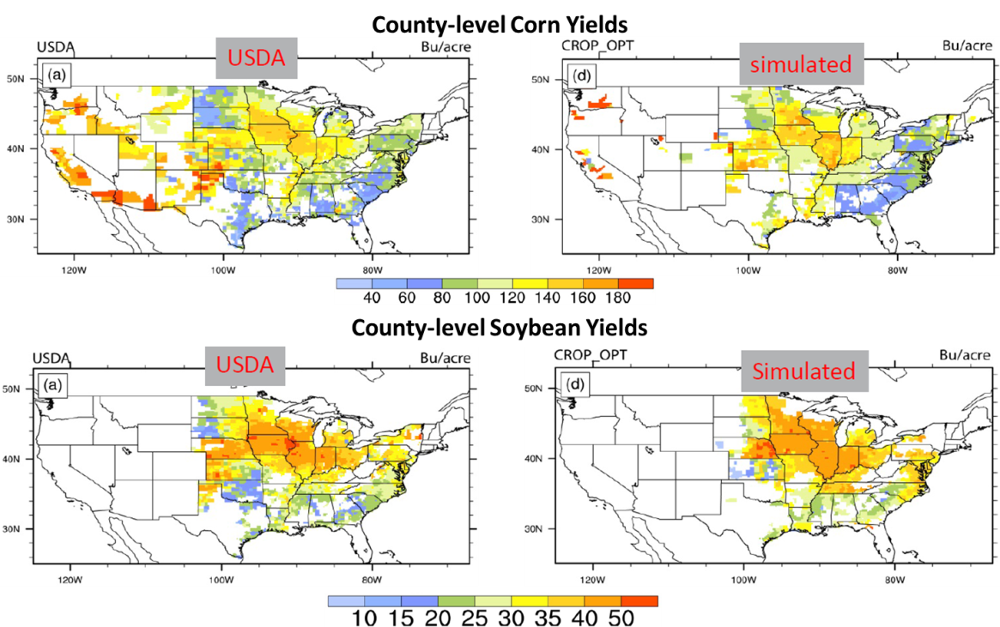 County-level Corn Yields
USDA USDA Bu/acre CROP_OPT simulated Bu/acre
(a) (d)
50N 50N
40N 40N
30N 30N
120W 100W 80W 120W 100W 80W
40 60 80 100 120 140 160 180
County-level Soybean Yields
USDA USDA Bu/acre CROP_OPT Simulated Bu/acre
(a) (d)
50N 50N
40N 40N
30N 30N
120W 100W 80W 120W 100W 80W
10 15 20 25 30 35 40 50